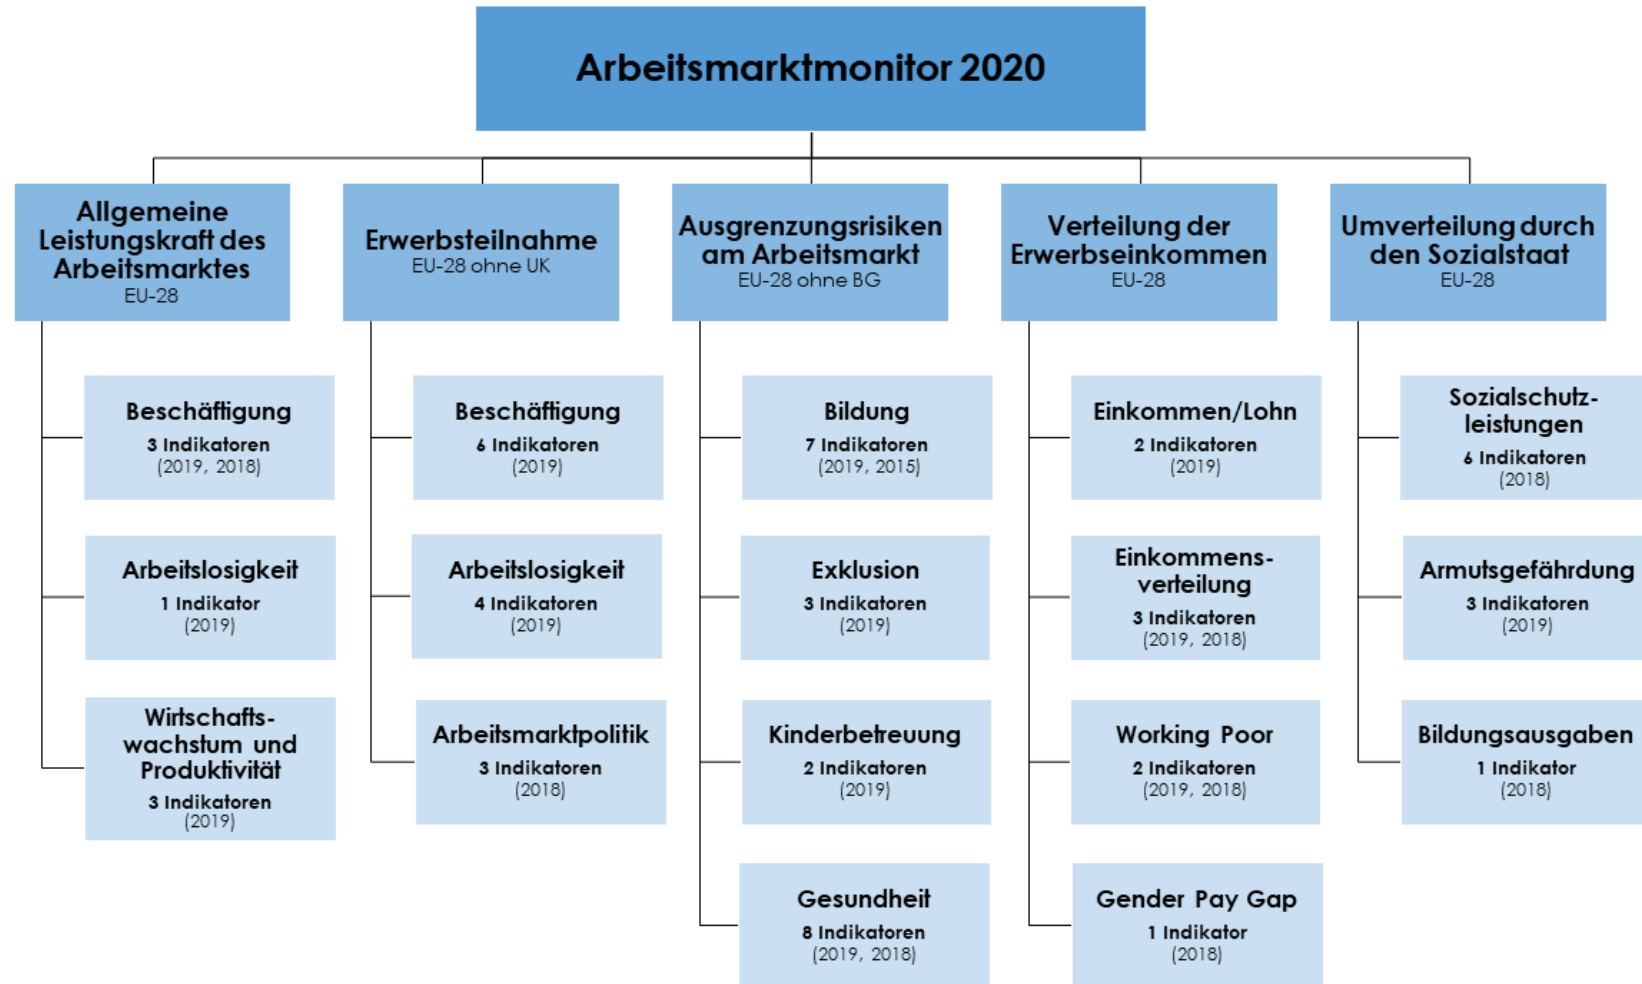 Arbeitsmarktmonitor 2020
Allgemeine
Leistungskraft des
Arbeitsmarktes
EU-28
Beschäftigung
3 Indikatoren
(2019, 2018)
Arbeitslosigkeit
1 Indikator
(2019)
Wirtschafts-
wachstum und
Produktivität
3 Indikatoren
(2019)
Erwerbsteilnahme
EU-28 ohne UK
Beschäftigung
6 Indikatoren
(2019)
Arbeitslosigkeit
4 Indikatoren
(2019)
Arbeitsmarktpolitik
3 Indikatoren
(2018)
Ausgrenzungsrisiken
am Arbeitsmarkt
EU-28 ohne BG
Bildung
7 Indikatoren
(2019, 2015)
Exklusion
3 Indikatoren
(2019)
Kinderbetreuung
2 Indikatoren
(2019)
Gesundheit
8 Indikatoren
(2019, 2018)
Verteilung der
Erwerbseinkommen
EU-28
Einkommen/Lohn
2 Indikatoren
(2019)
Einkommens-
verteilung
3 Indikatoren
(2019, 2018)
Working Poor
2 Indikatoren
(2019, 2018)
Gender Pay Gap
1 Indikator
(2018)
Umverteilung durch
den Sozialstaat
EU-28
Sozialschutz-
leistungen
6 Indikatoren
(2018)
Armutsgefährdung
3 Indikatoren
(2019)
Bildungsausgaben
1 Indikator
(2018)